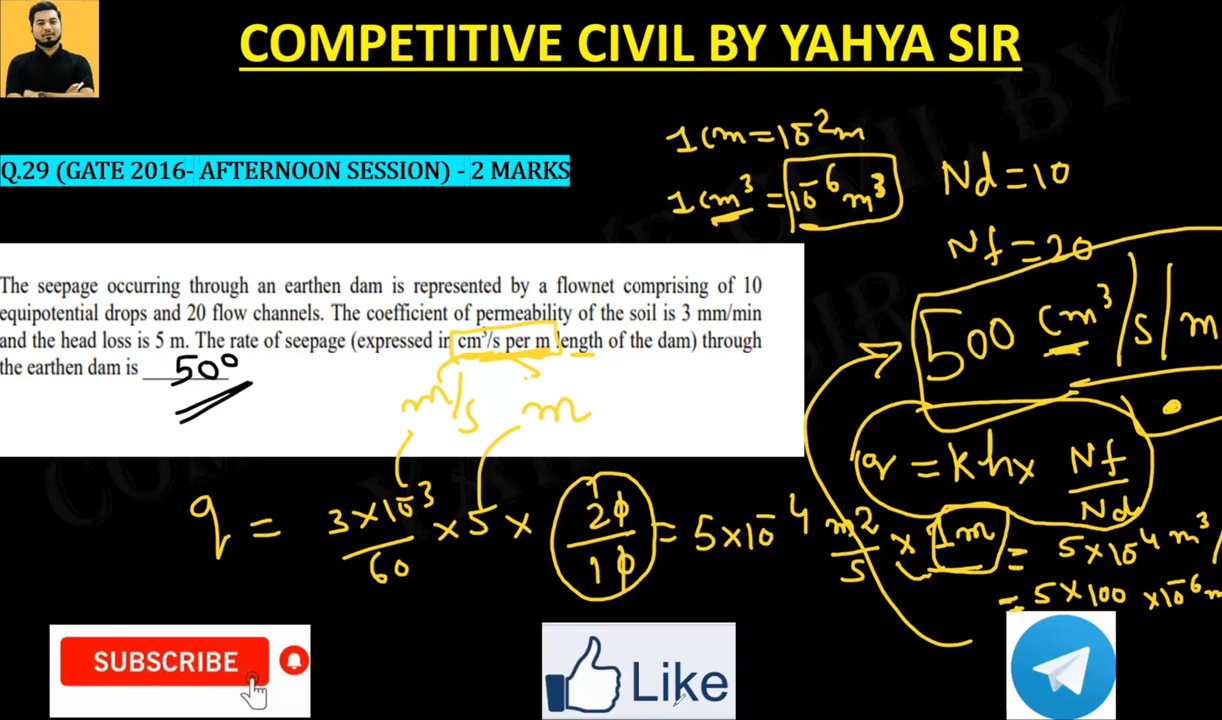 COMPETITIVE CIVIL BY YAHYA SIR
Q.29 (GATE 2016- AFTERNOON SESSION) - 2 MARKS
1cm = 10⁻²m
1cm³ = 10⁻⁶m³
Nd = 10
Nf = 20
The seepage occurring through an earthen dam is represented by a flownet comprising of 10
equipotential drops and 20 flow channels. The coefficient of permeability of the soil is 3 mm/min
and the head loss is 5 m. The rate of seepage (expressed in cm³/s per m length of the dam) through
the earthen dam is 500
500 cm³/s/m
m/s m
q = kh× Nf/Nd
q = 3×10⁻³/60 × 5 × 20/10 = 5×10⁻⁴ m2/s × 1m = 5×10⁻⁴ m³/
= 5×100 ×10⁻⁶m
SUBSCRIBE
Like